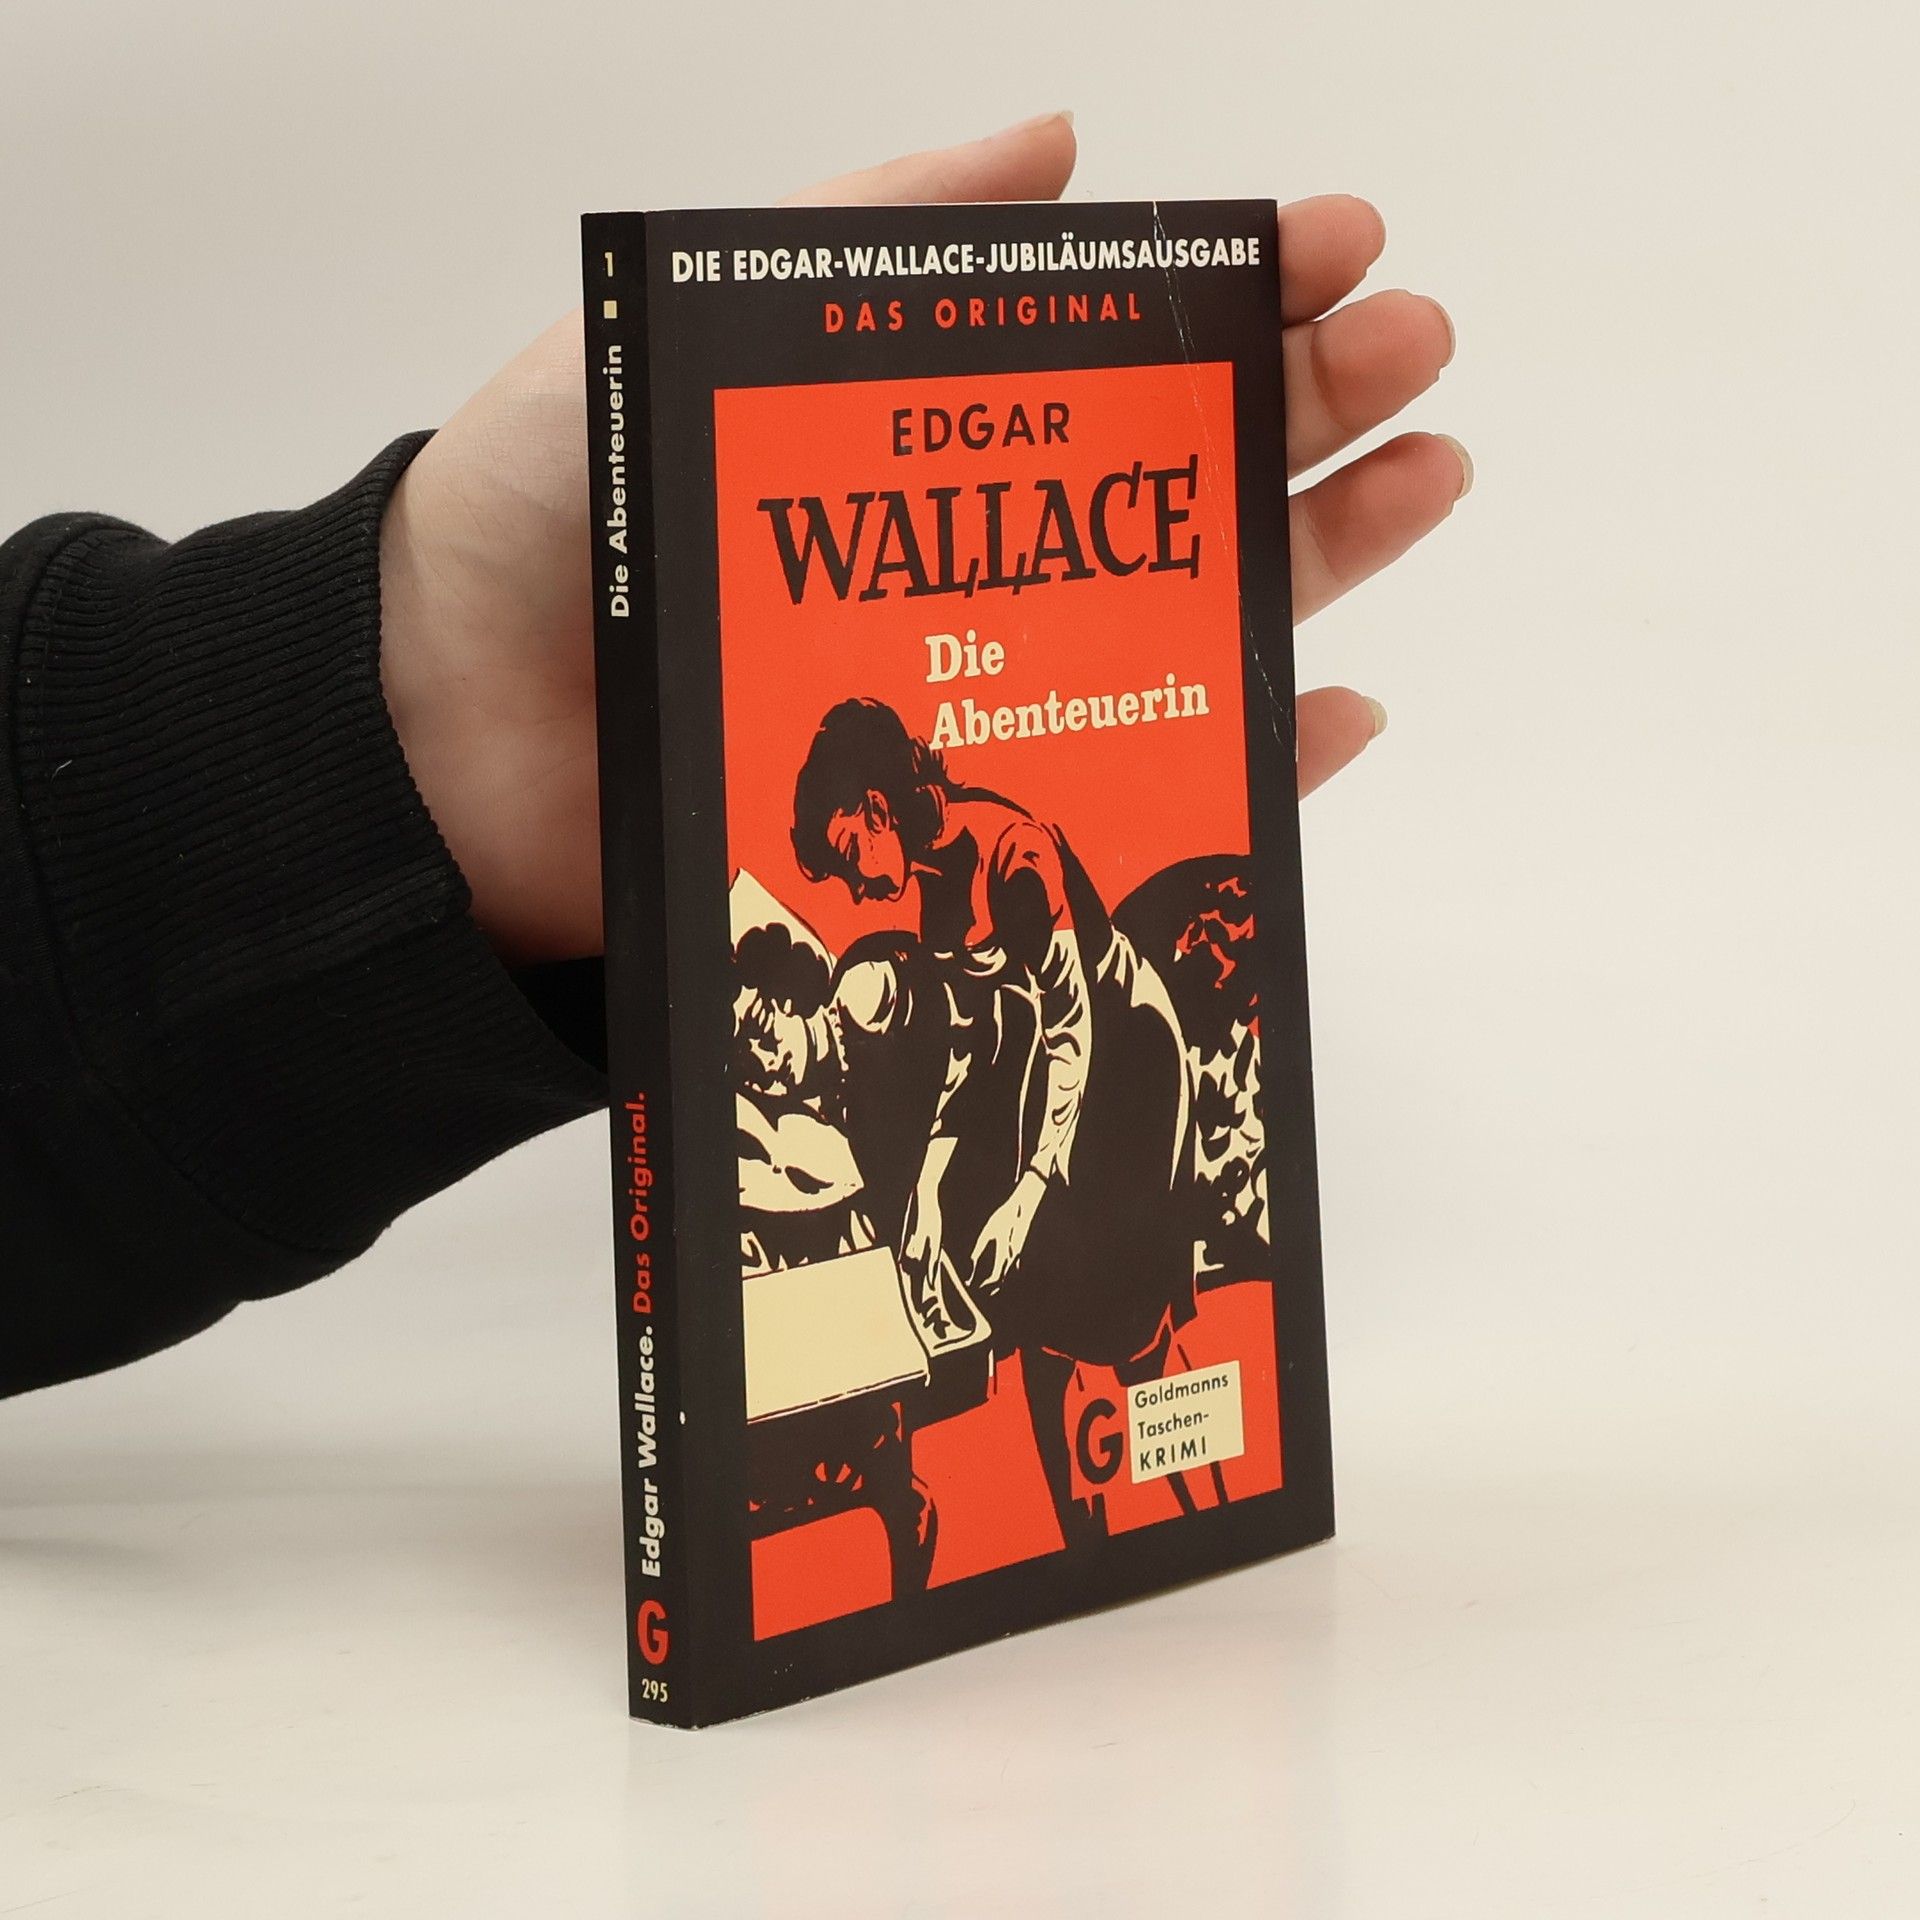 DIE EDGAR-WALLACE-JUBILÄUMSAUSGABE
DAS ORIGINAL
EDGAR
WALLACE
Die
Abenteuerin
G
Goldmanns
Taschen-
KRIMI
1 ■ Die Abenteuerin
Edgar Wallace. Das Original.
G
295